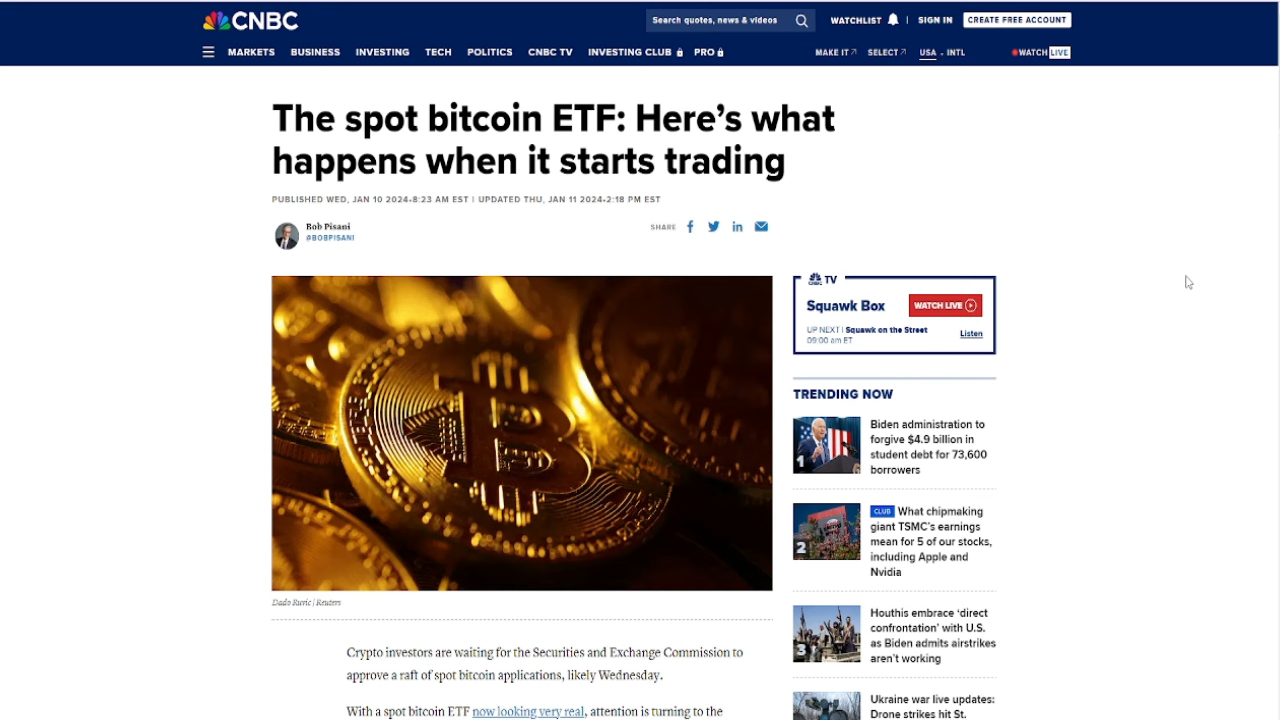 CNBC
Search quotes, news & videos
WATCHLIST
SIGN IN
CREATE FREE ACCOUNT
MARKETS BUSINESS INVESTING TECH POLITICS CNBC TV INVESTING CLUB PRO
MAKE IT SELECT USA INTL
WATCH LIVE
The spot bitcoin ETF: Here’s what
happens when it starts trading
PUBLISHED WED, JAN 10 2024•8:23 AM EST | UPDATED THU, JAN 11 2024•2:18 PM EST
Bob Pisani
@BOBPISANI
SHARE
Dado Ruvic | Reuters
Crypto investors are waiting for the Securities and Exchange Commission to
approve a raft of spot bitcoin applications, likely Wednesday.
With a spot bitcoin ETF now looking very real, attention is turning to the
CNBC TV
Squawk Box
WATCH LIVE
UP NEXT | Squawk on the Street
09:00 am ET
Listen
TRENDING NOW
1
Biden administration to
forgive $4.9 billion in
student debt for 73,600
borrowers
2
CLUB What chipmaking
giant TSMC’s earnings
mean for 5 of our stocks,
including Apple and
Nvidia
3
Houthis embrace ‘direct
confrontation’ with U.S.
as Biden admits airstrikes
aren’t working
Ukraine war live updates:
Drone strikes hit St.